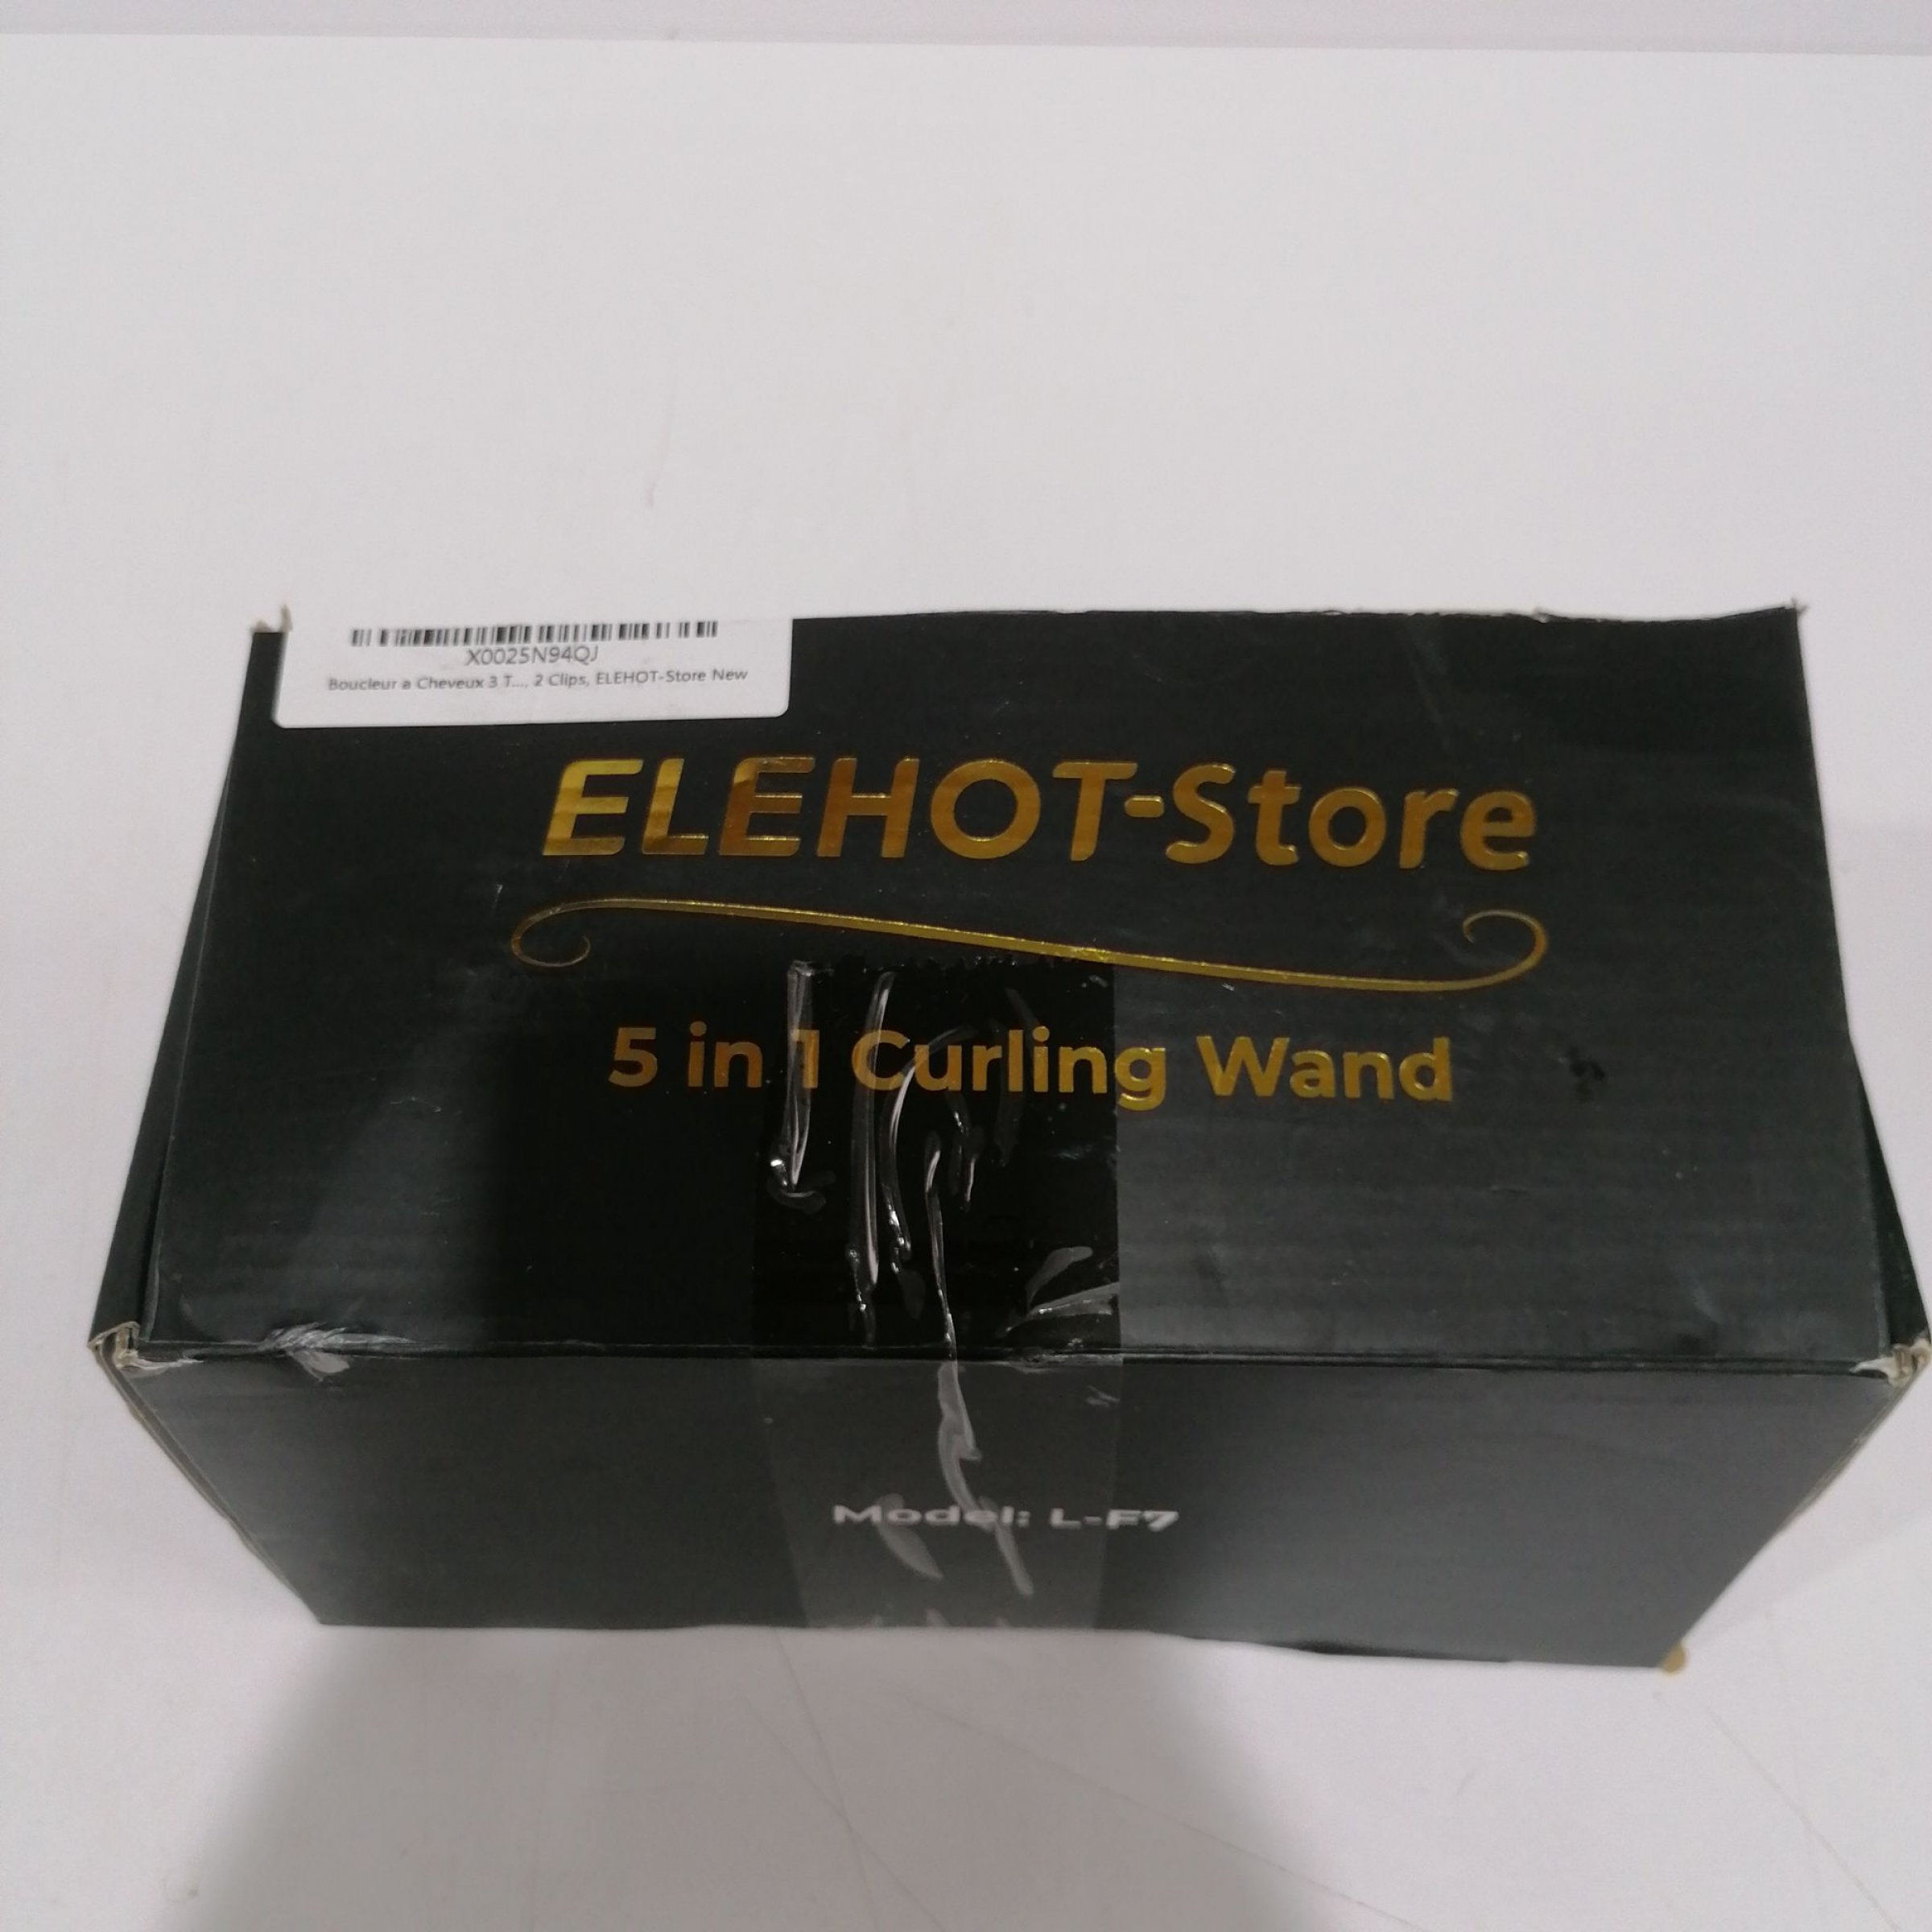 X0025N94QJ
Boucleur a Cheveux 3 T..., 2 Clips, ELEHOT-Store New
ELEHOT-Store
5 in 1 Curling Wand
Model: L-F7